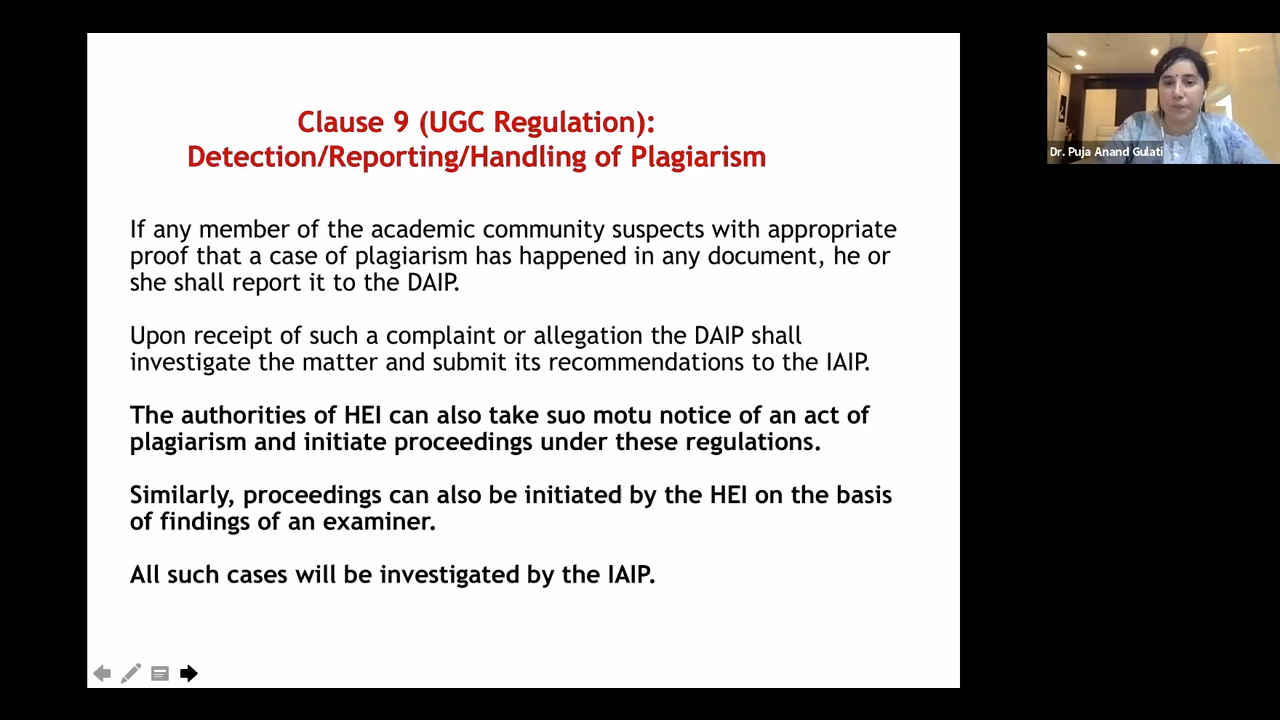 Clause 9 (UGC Regulation):
Detection/Reporting/Handling of Plagiarism
If any member of the academic community suspects with appropriate
proof that a case of plagiarism has happened in any document, he or
she shall report it to the DAIP.
Upon receipt of such a complaint or allegation the DAIP shall
investigate the matter and submit its recommendations to the IAIP.
The authorities of HEI can also take suo motu notice of an act of
plagiarism and initiate proceedings under these regulations.
Similarly, proceedings can also be initiated by the HEI on the basis
of findings of an examiner.
All such cases will be investigated by the IAIP.
Dr. Puja Anand Gulati